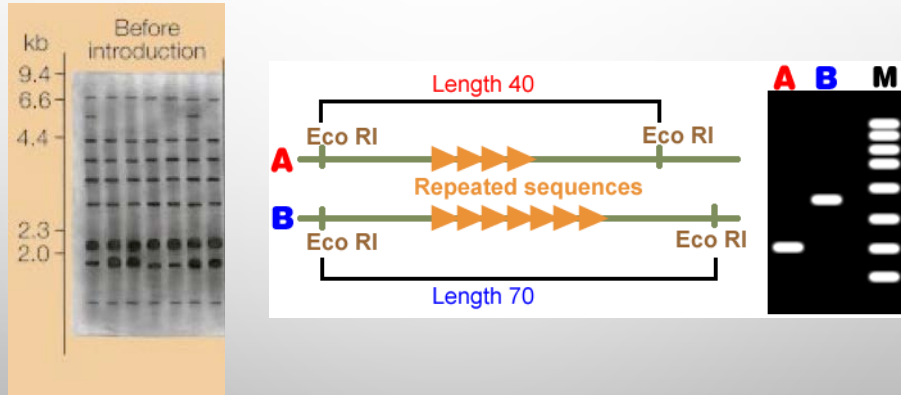 Before
kb introduction
9.4
6.6
4.4
2.3
2.0
Length 40
Eco RI Eco RI
A
Repeated sequences
B
Eco RI Eco RI
Length 70
A B M